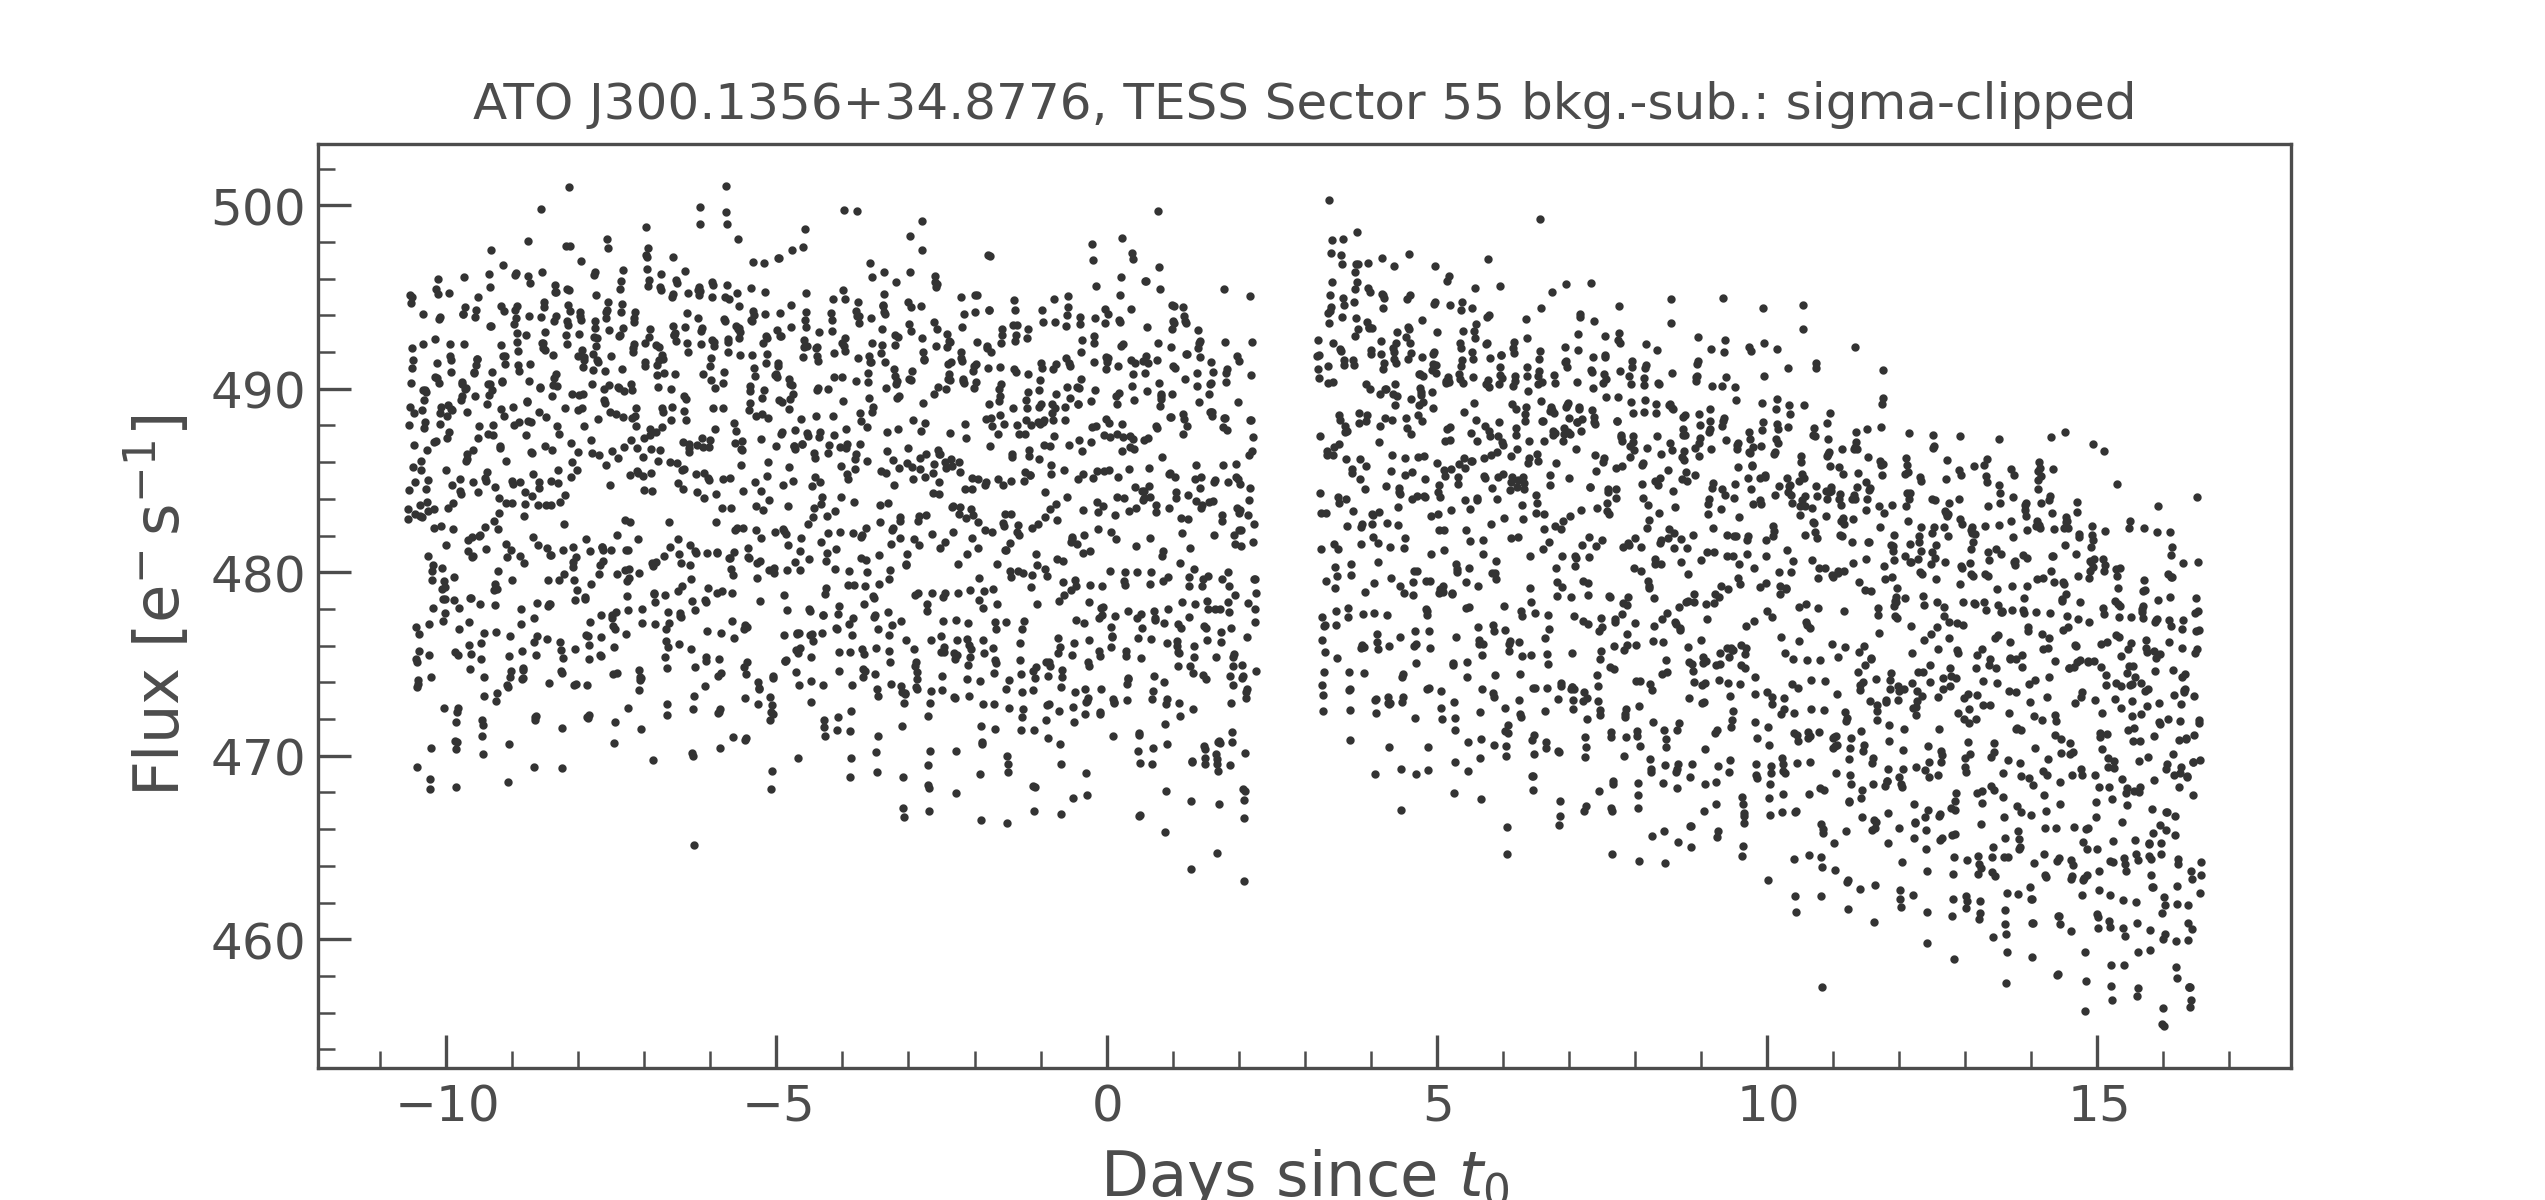 ATO J300.1356+34.8776, TESS Sector 55 bkg.-sub.: sigma-clipped
Flux [e⁻ s⁻¹]
500
490
480
470
460
−10 −5 0 5 10 15
Days since t₀